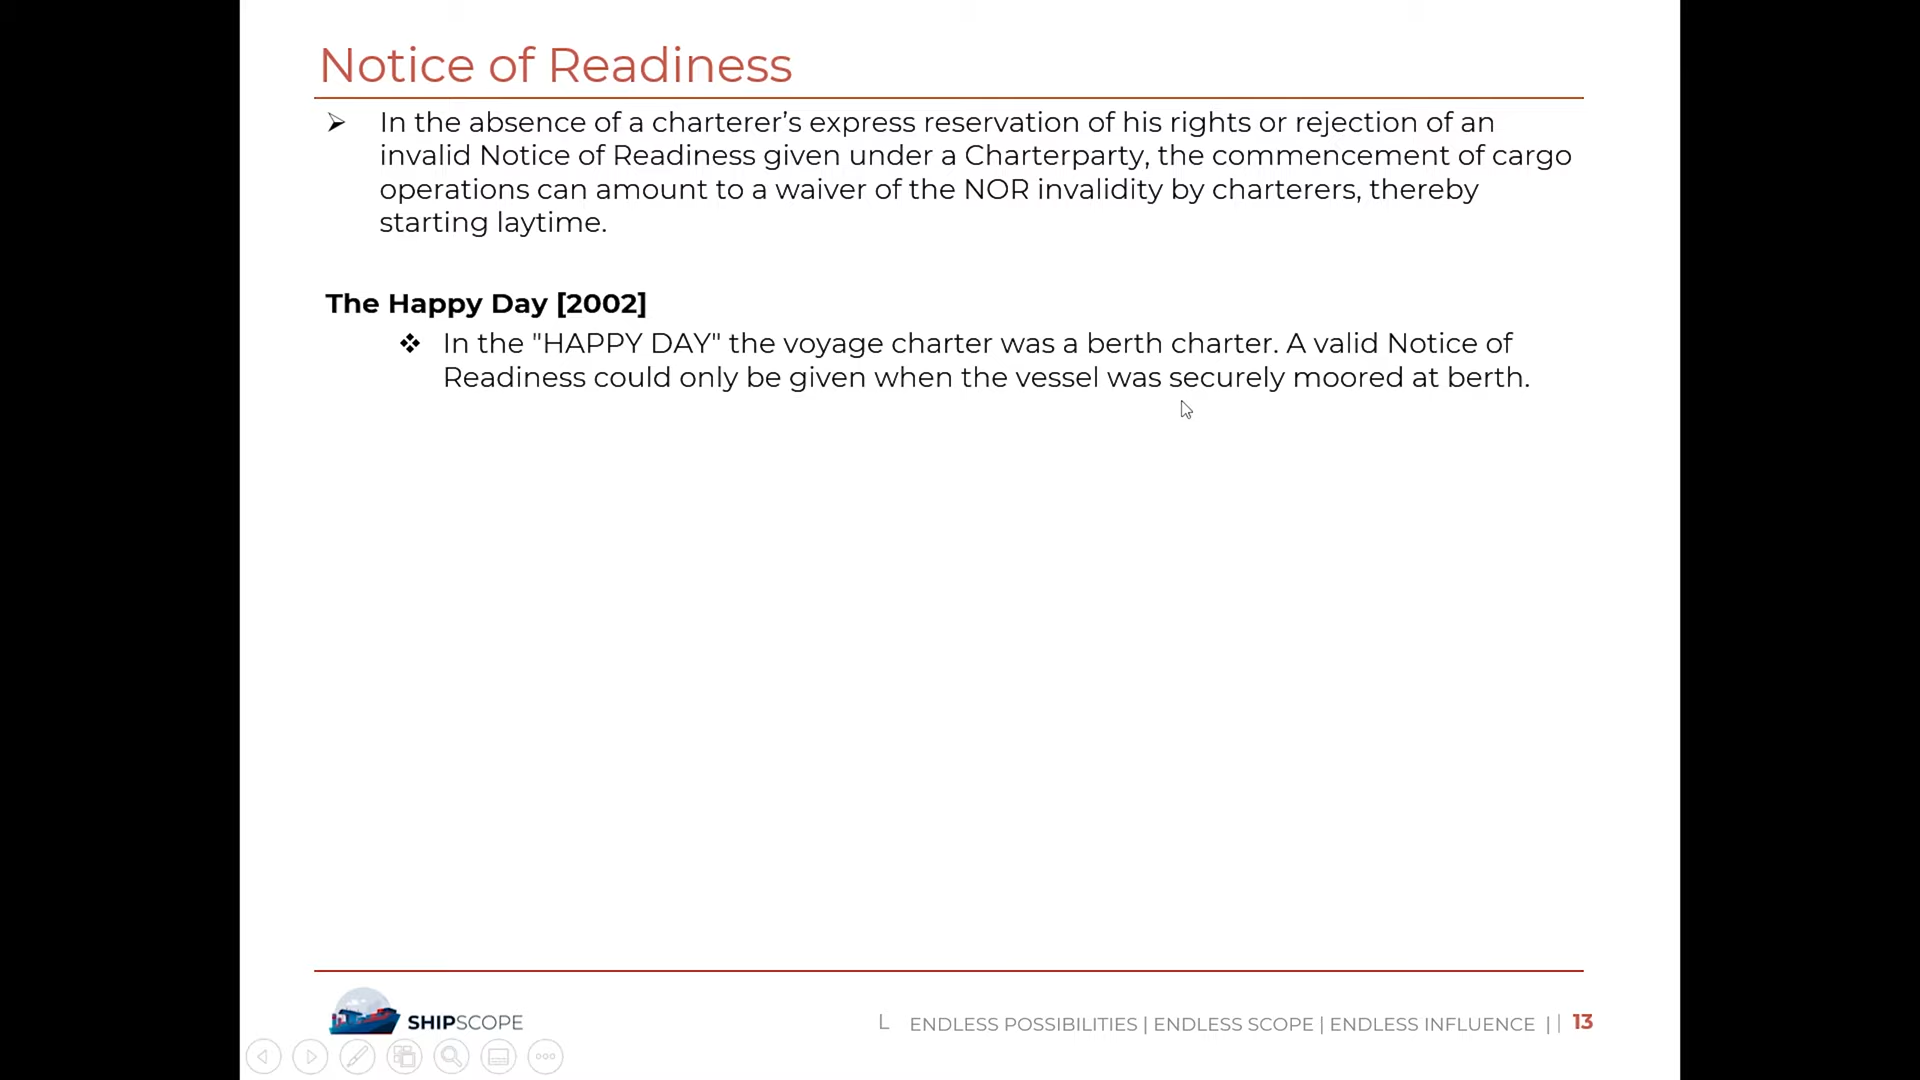 Notice of Readiness
In the absence of a charterer’s express reservation of his rights or rejection of an
invalid Notice of Readiness given under a Charterparty, the commencement of cargo
operations can amount to a waiver of the NOR invalidity by charterers, thereby
starting laytime.
The Happy Day [2002]
In the "HAPPY DAY" the voyage charter was a berth charter. A valid Notice of
Readiness could only be given when the vessel was securely moored at berth.
SHIPSCOPE
L ENDLESS POSSIBILITIES | ENDLESS SCOPE | ENDLESS INFLUENCE | | 13